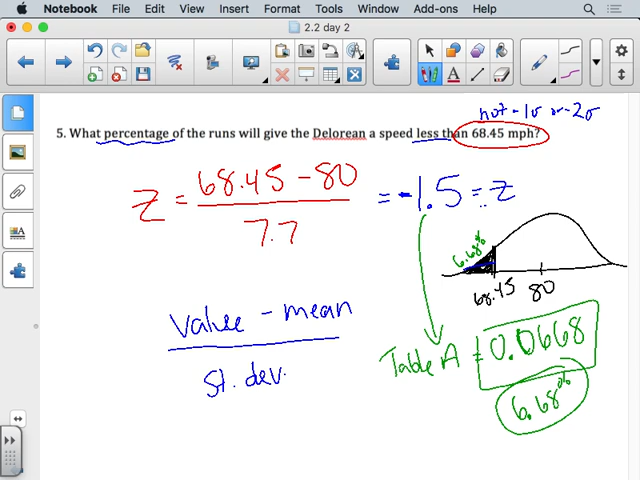 Notebook File Edit View Insert Format Tools Window Add-ons Help
2.2 day 2
not -1σ or -2σ
5. What percentage of the runs will give the Delorean a speed less than 68.45 mph?
z = 68.45 - 80 / 7.7 = -1.5 = z
6.68%
68.45 80
value - mean
st. dev.
Table A = 0.0668
6.68%